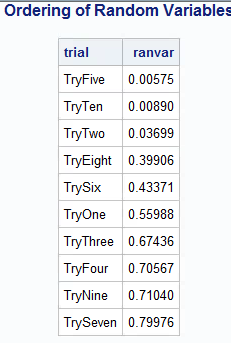 Ordering of Random Variables
trial ranvar
TryFive 0.00575
TryTen 0.00890
TryTwo 0.03699
TryEight 0.39906
TrySix 0.43371
TryOne 0.55988
TryThree 0.67436
TryFour 0.70567
TryNine 0.71040
TrySeven 0.79976